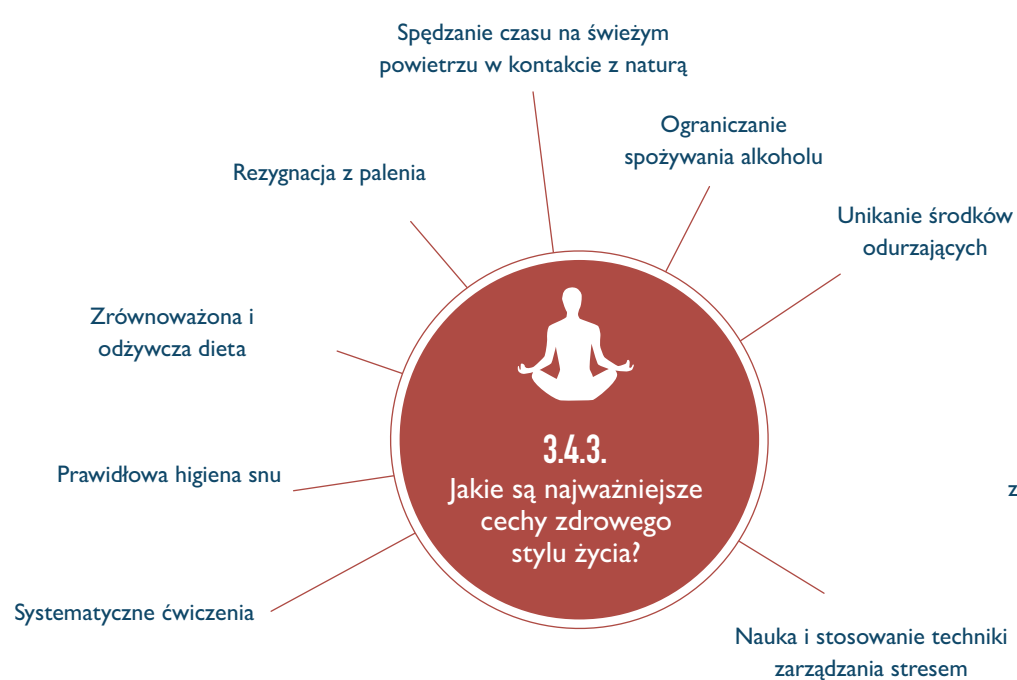 Spędzanie czasu na świeżym
powietrzu w kontakcie z naturą
Ograniczanie
spożywania alkoholu
Rezygnacja z palenia
Unikanie środków
odurzających
Zrównoważona i
odżywcza dieta
3.4.3.
Jakie są najważniejsze
cechy zdrowego
stylu życia?
Prawidłowa higiena snu
z
Systematyczne ćwiczenia
Nauka i stosowanie techniki
zarządzania stresem